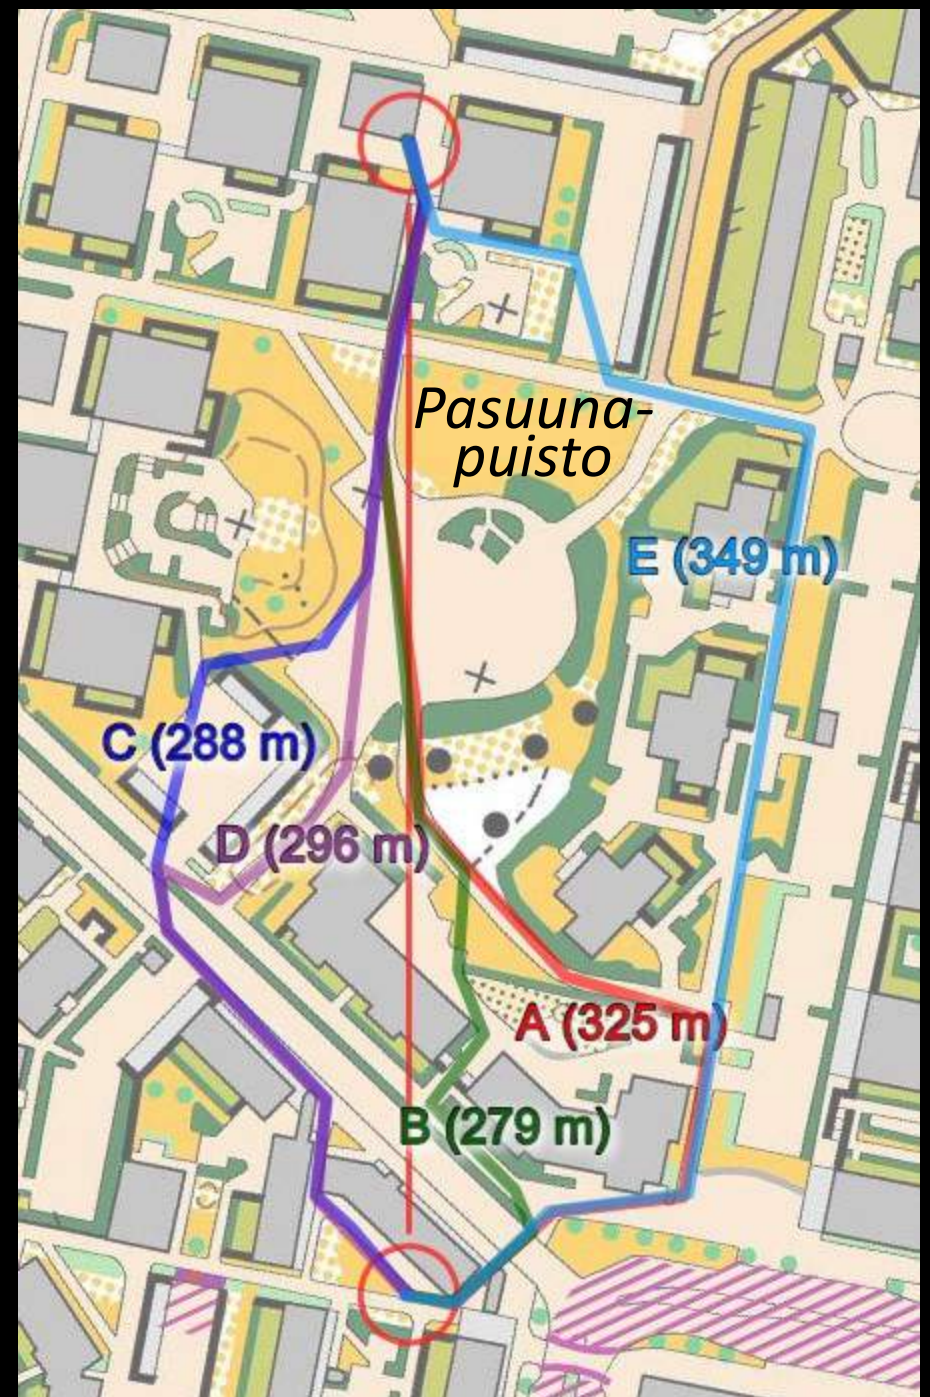 Pasuuna-
puisto
E (349 m)
C (288 m)
D (296 m)
A (325 m)
B (279 m)